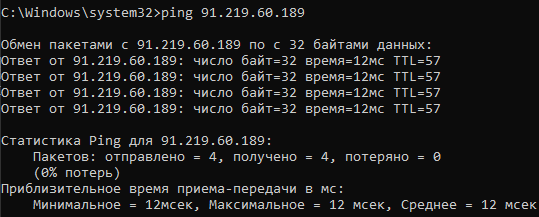 C:\Windows\system32>ping 91.219.60.189
Обмен пакетами с 91.219.60.189 по с 32 байтами данных:
Ответ от 91.219.60.189: число байт=32 время=12мс TTL=57
Ответ от 91.219.60.189: число байт=32 время=12мс TTL=57
Ответ от 91.219.60.189: число байт=32 время=12мс TTL=57
Ответ от 91.219.60.189: число байт=32 время=12мс TTL=57
Статистика Ping для 91.219.60.189:
Пакетов: отправлено = 4, получено = 4, потеряно = 0
(0% потерь)
Приблизительное время приема-передачи в мс:
Минимальное = 12мсек, Максимальное = 12 мсек, Среднее = 12 мсек